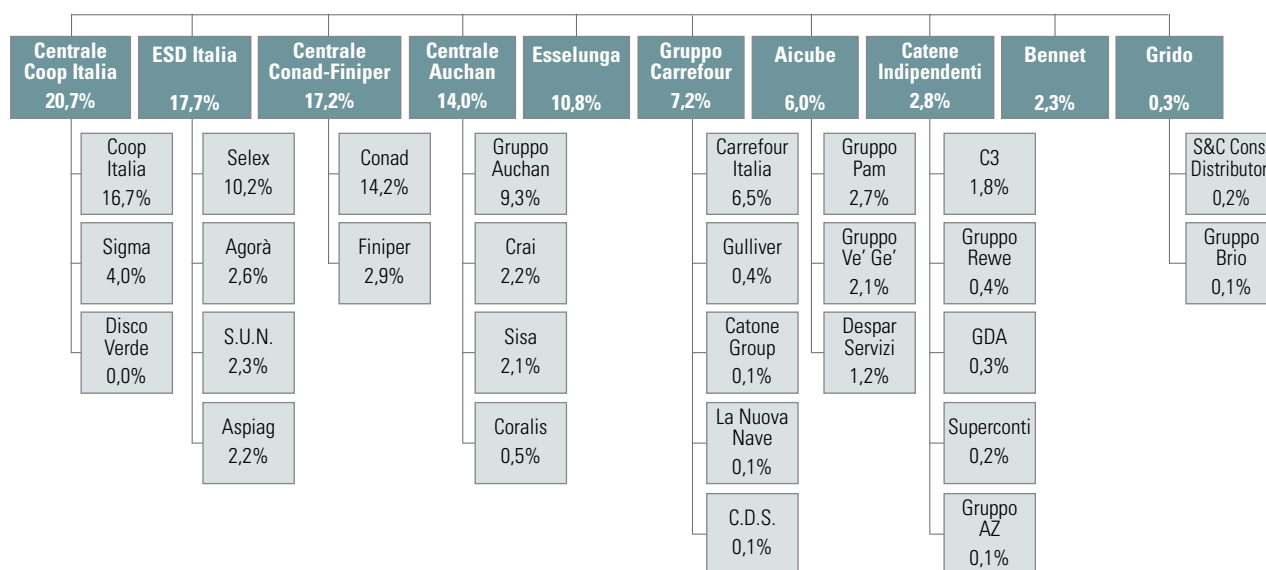 Centrale
Coop Italia
20,7%
ESD Italia
17,7%
Centrale
Conad-Finiper
17,2%
Centrale
Auchan
14,0%
Esselunga
10,8%
Gruppo
Carrefour
7,2%
Aicube
6,0%
Catene
Indipendenti
2,8%
Bennet
2,3%
Grido
0,3%
Coop
Italia
16,7%
Sigma
4,0%
Disco
Verde
0,0%
Selex
10,2%
Agorà
2,6%
S.U.N.
2,3%
Aspiag
2,2%
Conad
14,2%
Finiper
2,9%
Gruppo
Auchan
9,3%
Crai
2,2%
Sisa
2,1%
Coralis
0,5%
Carrefour
Italia
6,5%
Gulliver
0,4%
Catone
Group
0,1%
La Nuova
Nave
0,1%
C.D.S.
0,1%
Gruppo
Pam
2,7%
Gruppo
Ve’ Ge’
2,1%
Despar
Servizi
1,2%
C3
1,8%
Gruppo
Rewe
0,4%
GDA
0,3%
Superconti
0,2%
Gruppo
AZ
0,1%
S&C Cons
Distributor
0,2%
Gruppo
Brio
0,1%